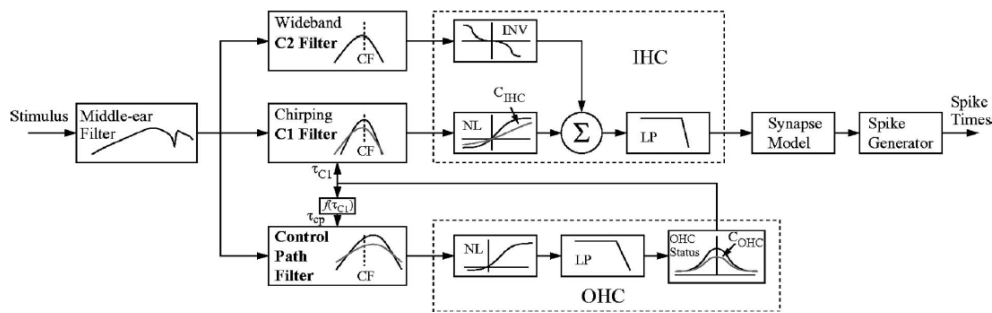 Wideband
C2 Filter
CF
INV
IHC
Stimulus
Middle-ear
Filter
Chirping
C1 Filter
CF
NL
C_IHC
Σ
LP
Synapse
Model
Spike
Generator
Spike
Times
τ_C1
f(τ_C1)
τ_cp
Control
Path
Filter
CF
NL
LP
OHC
Status
C_OHC
OHC